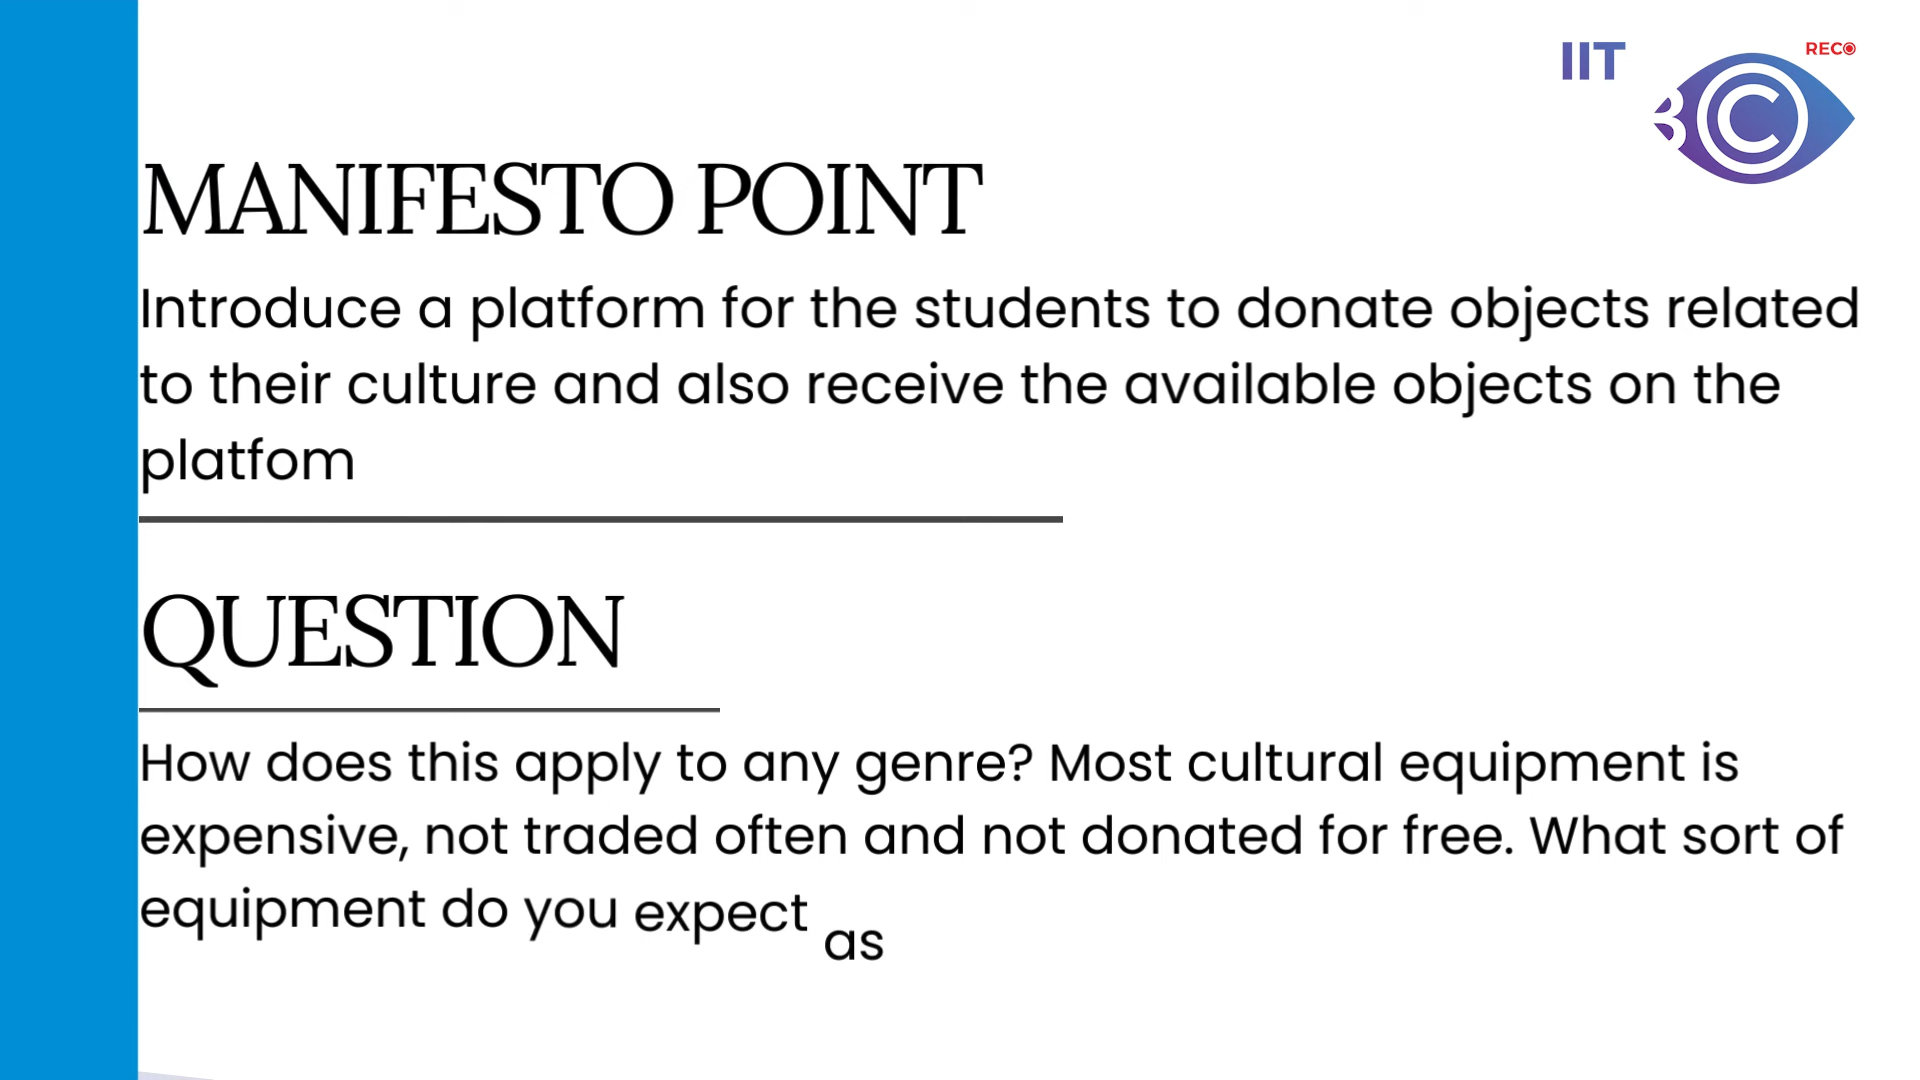 IIT
REC
BC
MANIFESTO POINT
Introduce a platform for the students to donate objects related
to their culture and also receive the available objects on the
platfom
QUESTION
How does this apply to any genre? Most cultural equipment is
expensive, not traded often and not donated for free. What sort of
equipment do you expect as